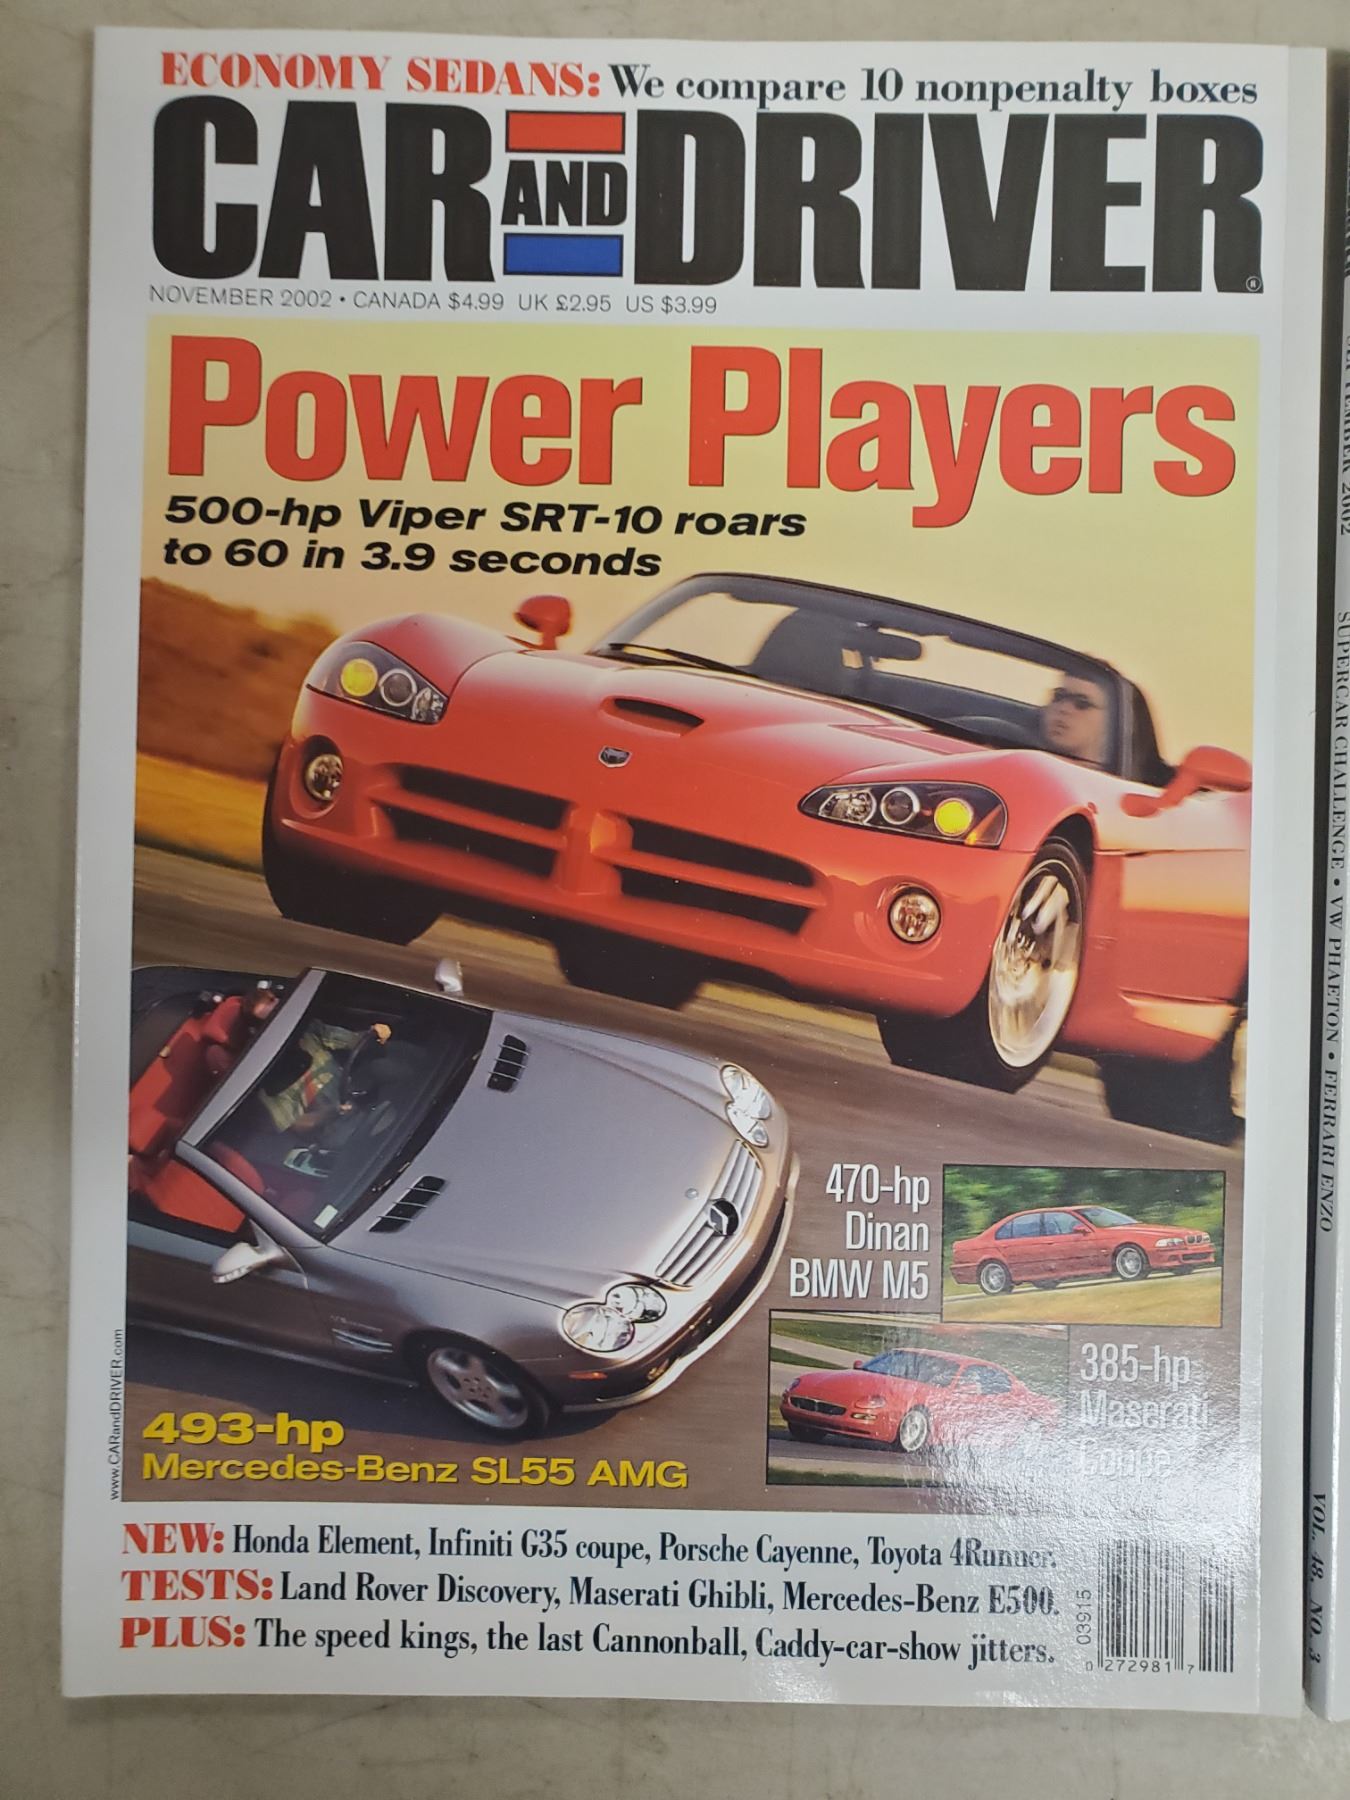 ECONOMY SEDANS: We compare 10 nonpenalty boxes
CAR AND DRIVER
NOVEMBER 2002 • CANADA $4.99 UK £2.95 US $3.99
Power Players
500-hp Viper SRT-10 roars
to 60 in 3.9 seconds
470-hp
Dinan
BMW M5
385-hp
Maserati
Coupe
493-hp
Mercedes-Benz SL55 AMG
www.CARandDRIVER.com
NEW: Honda Element, Infiniti G35 coupe, Porsche Cayenne, Toyota 4Runner.
TESTS: Land Rover Discovery, Maserati Ghibli, Mercedes-Benz E500.
PLUS: The speed kings, the last Cannonball, Caddy-car-show jitters.
03915
0 272981 7
SEPTEMBER 2002 SUPERCAR CHALLENGE • VW PHAETON • FERRARI ENZO VOL. 48, NO. 3